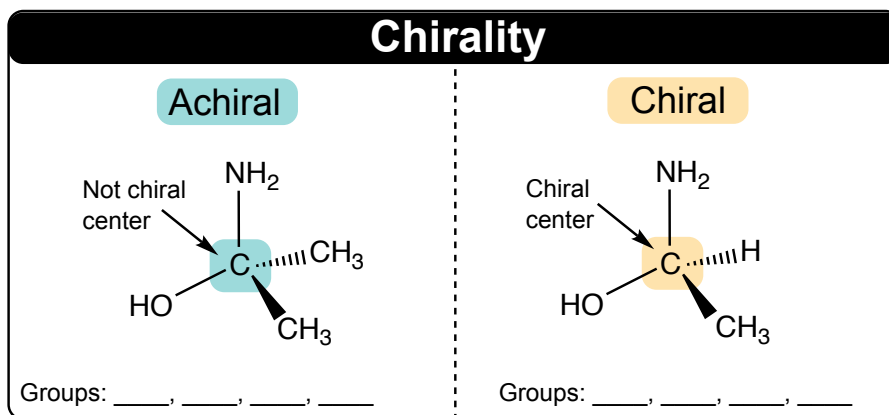 Chirality
Achiral
NH₂
Not chiral
center
C
CH₃
HO
CH₃
Groups: ____, ____, ____, ____
Chiral
NH₂
Chiral
center
C
H
HO
CH₃
Groups: ____, ____, ____, ____